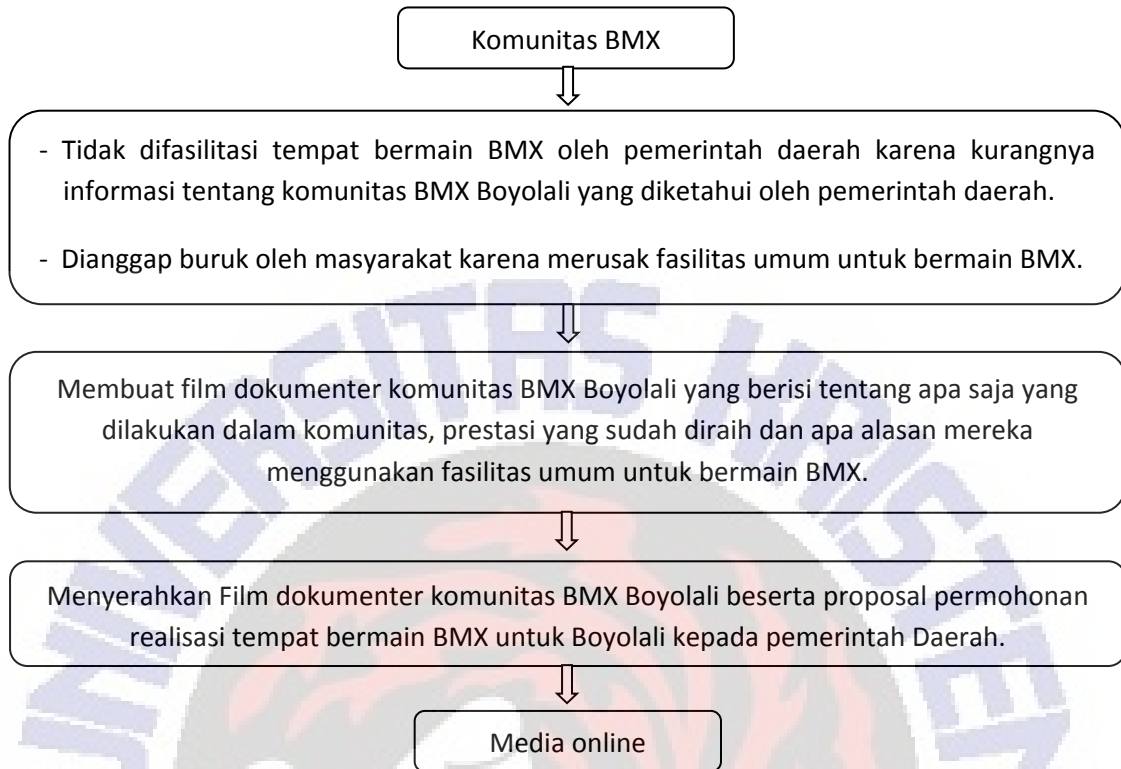 Komunitas BMX
- Tidak difasilitasi tempat bermain BMX oleh pemerintah daerah karena kurangnya
informasi tentang komunitas BMX Boyolali yang diketahui oleh pemerintah daerah.
- Dianggap buruk oleh masyarakat karena merusak fasilitas umum untuk bermain BMX.
Membuat film dokumenter komunitas BMX Boyolali yang berisi tentang apa saja yang
dilakukan dalam komunitas, prestasi yang sudah diraih dan apa alasan mereka
menggunakan fasilitas umum untuk bermain BMX.
Menyerahkan Film dokumenter komunitas BMX Boyolali beserta proposal permohonan
realisasi tempat bermain BMX untuk Boyolali kepada pemerintah Daerah.
Media online
UNIVERSITAS KRISTEN